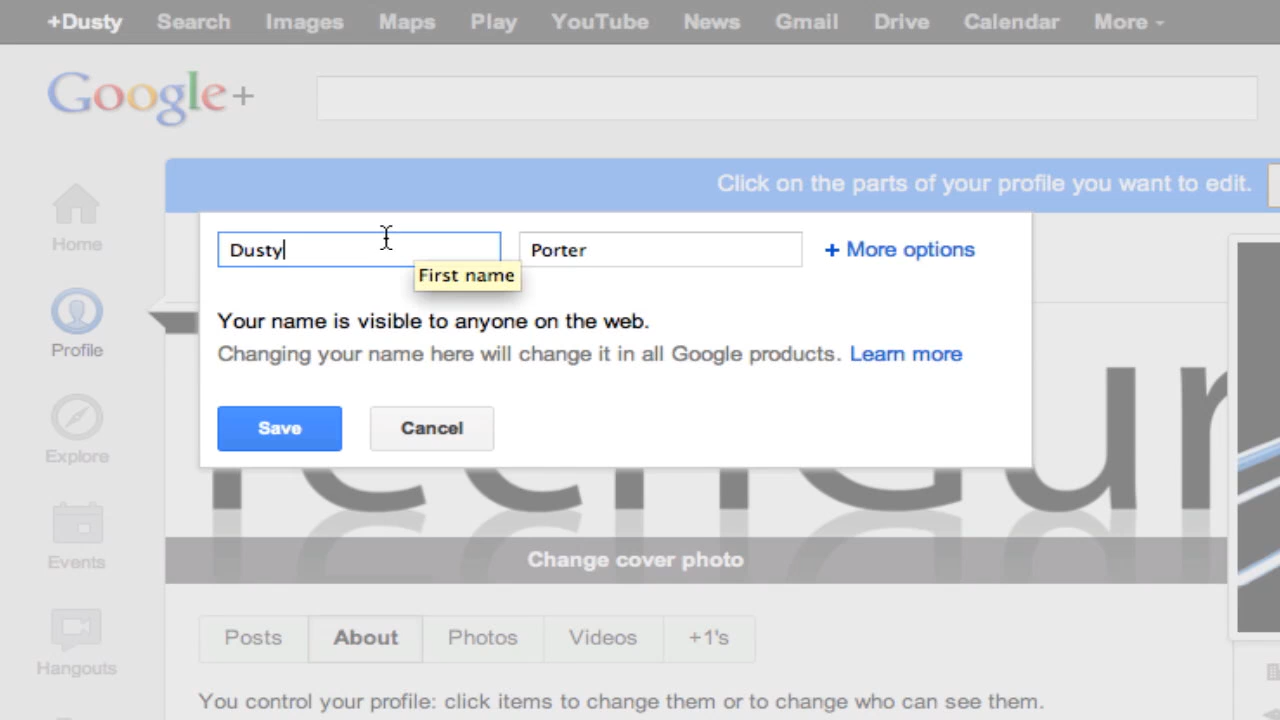 +Dusty Search Images Maps Play YouTube News Gmail Drive Calendar More
Google+
Click on the parts of your profile you want to edit.
Home
Dusty Porter + More options
First name
Profile
Your name is visible to anyone on the web.
Changing your name here will change it in all Google products. Learn more
Explore
Save Cancel
Change cover photo
Events
Posts About Photos Videos +1's
Hangouts
You control your profile: click items to change them or to change who can see them.